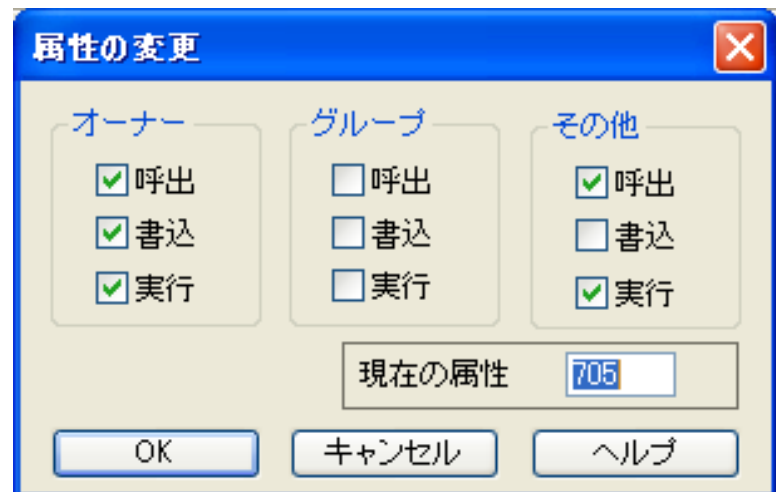 属性の変更
オーナー グループ その他
呼出 呼出 呼出
書込 書込 書込
実行 実行 実行
現在の属性 705
OK キャンセル ヘルプ